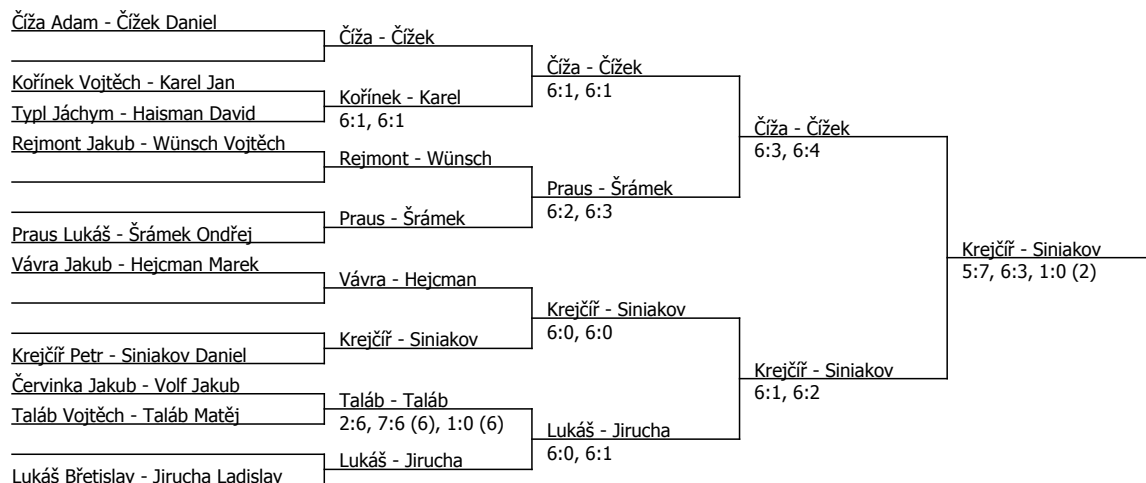 Číža Adam - Čížek Daniel
Kořínek Vojtěch - Karel Jan
Typl Jáchym - Haisman David
Rejmont Jakub - Wünsch Vojtěch
Praus Lukáš - Šrámek Ondřej
Vávra Jakub - Hejcman Marek
Krejčíř Petr - Siniakov Daniel
Červinka Jakub - Volf Jakub
Taláb Vojtěch - Taláb Matěj
Lukáš Břetislav - Jirucha Ladislav
Číža - Čížek
Kořínek - Karel
6:1, 6:1
Rejmont - Wünsch
Praus - Šrámek
Vávra - Hejcman
Krejčíř - Siniakov
Taláb - Taláb
2:6, 7:6 (6), 1:0 (6)
Lukáš - Jirucha
Číža - Čížek
6:1, 6:1
Praus - Šrámek
6:2, 6:3
Krejčíř - Siniakov
6:0, 6:0
Lukáš - Jirucha
6:0, 6:1
Číža - Čížek
6:3, 6:4
Krejčíř - Siniakov
6:1, 6:2
Krejčíř - Siniakov
5:7, 6:3, 1:0 (2)